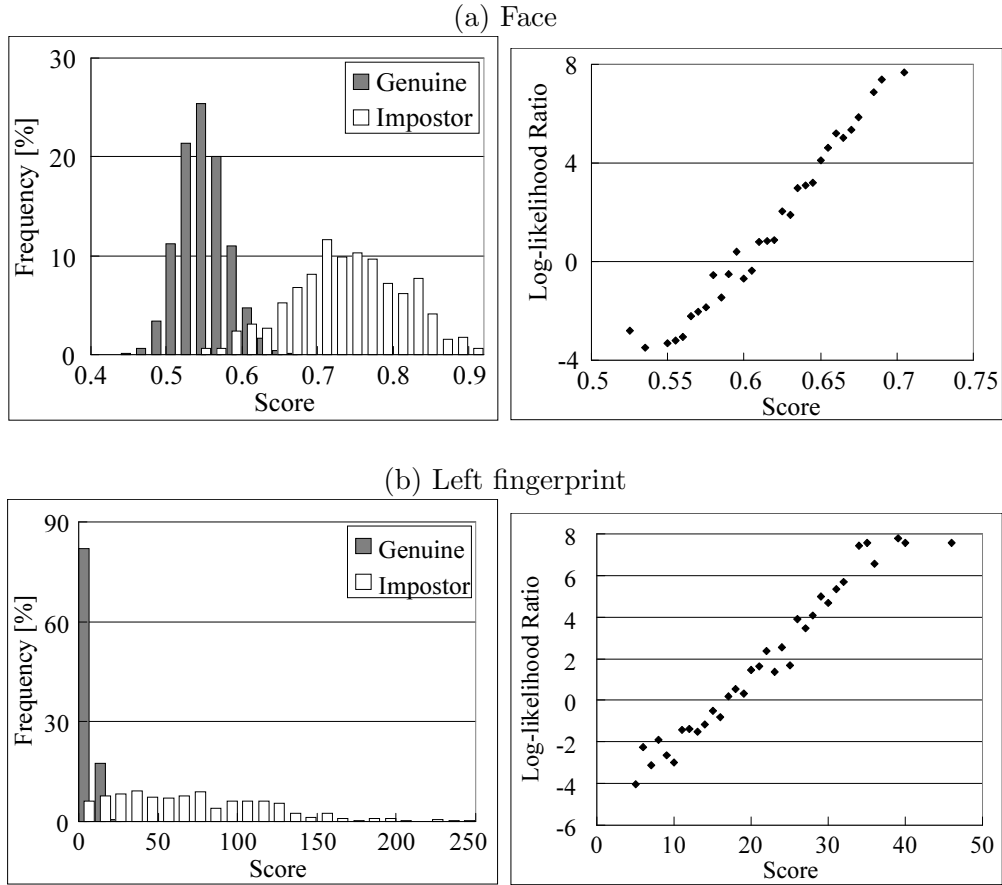 (a) Face
30
20
10
0
Frequency [%]
Genuine
Impostor
0.4 0.5 0.6 0.7 0.8 0.9
Score
8
4
0
-4
Log-likelihood Ratio
0.5 0.55 0.6 0.65 0.7 0.75
Score
(b) Left fingerprint
90
60
30
0
Frequency [%]
Genuine
Impostor
0 50 100 150 200 250
Score
8
6
4
2
0
-2
-4
-6
Log-likelihood Ratio
0 10 20 30 40 50
Score